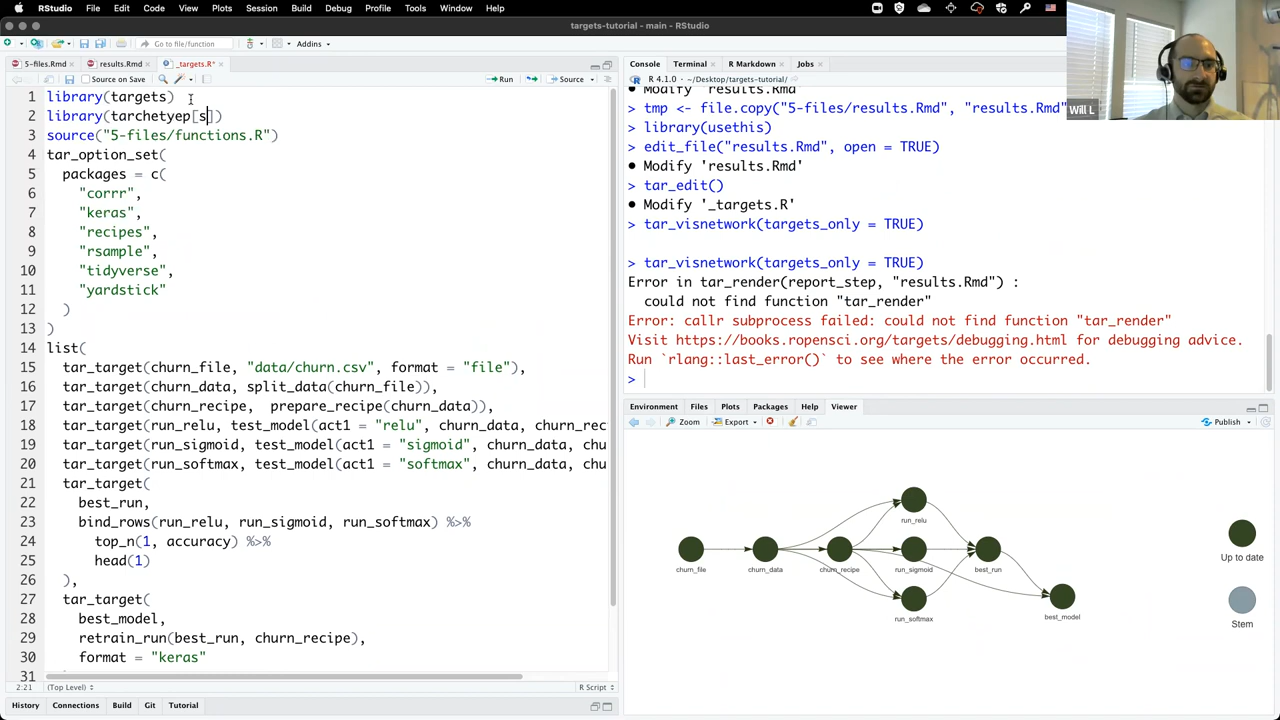 RStudio File Edit Code View Plots Session Build Debug Profile Tools Window Help
targets-tutorial - main - RStudio
Go to file/function Addins
5-files.Rmd results.Rmd _targets.R*
Source on Save Run Source
1 library(targets)
2 library(tarchetyep[s])
3 source("5-files/functions.R")
4 tar_option_set(
5 packages = c(
6 "corrr",
7 "keras",
8 "recipes",
9 "rsample",
10 "tidyverse",
11 "yardstick"
12 )
13 )
14 list(
15 tar_target(churn_file, "data/churn.csv", format = "file"),
16 tar_target(churn_data, split_data(churn_file)),
17 tar_target(churn_recipe, prepare_recipe(churn_data)),
18 tar_target(run_relu, test_model(act1 = "relu", churn_data, churn_rec
19 tar_target(run_sigmoid, test_model(act1 = "sigmoid", churn_data, chu
20 tar_target(run_softmax, test_model(act1 = "softmax", churn_data, chu
21 tar_target(
22 best_run,
23 bind_rows(run_relu, run_sigmoid, run_softmax) %>%
24 top_n(1, accuracy) %>%
25 head(1)
26 ),
27 tar_target(
28 best_model,
29 retrain_run(best_run, churn_recipe),
30 format = "keras"
31
2:21 (Top Level) R Script
History Connections Build Git Tutorial
Console Terminal R Markdown Jobs
R 4.1.0 · ~/Desktop/targets-tutorial/
● Modify 'results.Rmd'
> tmp <- file.copy("5-files/results.Rmd", "results.Rmd"
> library(usethis)
> edit_file("results.Rmd", open = TRUE)
● Modify 'results.Rmd'
> tar_edit()
● Modify '_targets.R'
> tar_visnetwork(targets_only = TRUE)
> tar_visnetwork(targets_only = TRUE)
Error in tar_render(report_step, "results.Rmd") :
could not find function "tar_render"
Error: callr subprocess failed: could not find function "tar_render"
Visit https://books.ropensci.org/targets/debugging.html for debugging advice.
Run `rlang::last_error()` to see where the error occurred.
>
Environment Files Plots Packages Help Viewer
Zoom Export Publish
run_relu
churn_file churn_data churn_recipe run_sigmoid best_run
run_softmax best_model
Up to date
Stem
Will L